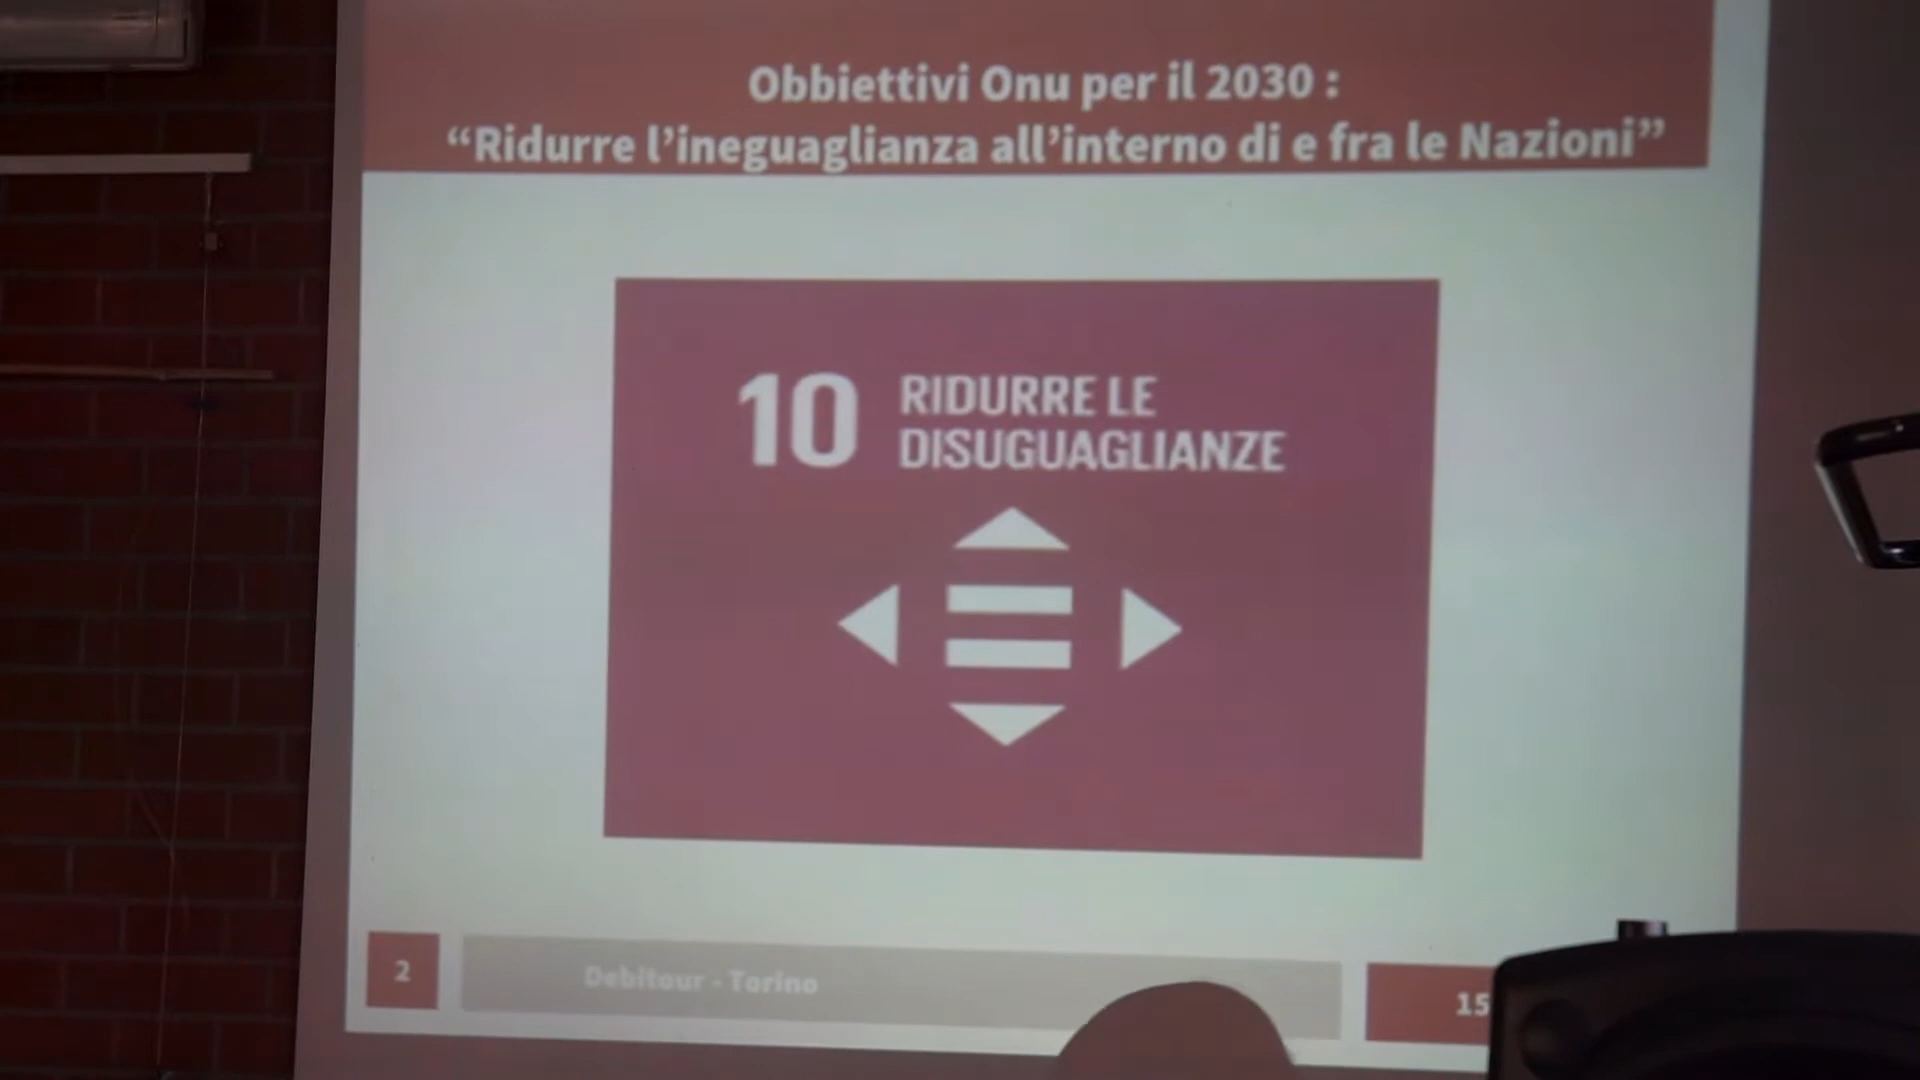 Obbiettivi Onu per il 2030 :
“Ridurre l’ineguaglianza all’interno di e fra le Nazioni”
10
RIDURRE LE
DISUGUAGLIANZE
2
Debitour - Torino
15